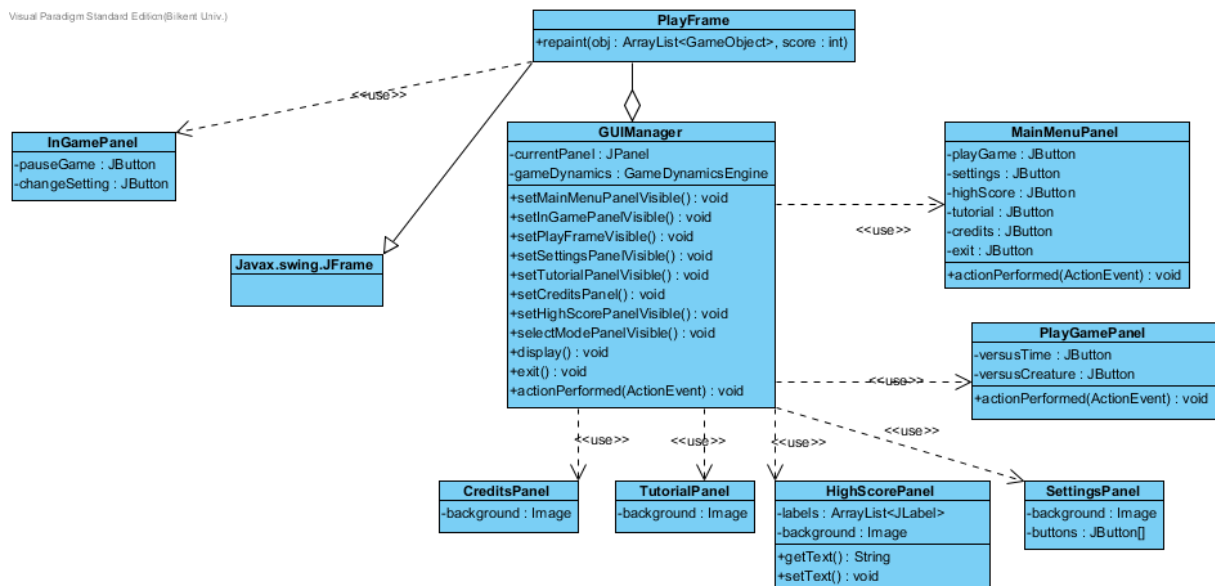 Visual Paradigm Standard Edition(Bilkent Univ.)
PlayFrame
+repaint(obj : ArrayList<GameObject>, score : int)
<<use>>
InGamePanel
-pauseGame : JButton
-changeSetting : JButton
Javax.swing.JFrame
GUIManager
-currentPanel : JPanel
-gameDynamics : GameDynamicsEngine
+setMainMenuPanelVisible() : void
+setInGamePanelVisible() : void
+setPlayFrameVisible() : void
+setSettingsPanelVisible() : void
+setTutorialPanelVisible() : void
+setCreditsPanel() : void
+setHighScorePanelVisible() : void
+selectModePanelVisible() : void
+display() : void
+exit() : void
+actionPerformed(ActionEvent) : void
<<use>>
MainMenuPanel
-playGame : JButton
-settings : JButton
-highScore : JButton
-tutorial : JButton
-credits : JButton
-exit : JButton
+actionPerformed(ActionEvent) : void
<<use>>
PlayGamePanel
-versusTime : JButton
-versusCreature : JButton
+actionPerformed(ActionEvent) : void
<<use>>
<<use>>
<<use>>
<<use>>
CreditsPanel
-background : Image
TutorialPanel
-background : Image
HighScorePanel
-labels : ArrayList<JLabel>
-background : Image
+getText() : String
+setText() : void
SettingsPanel
-background : Image
-buttons : JButton[]